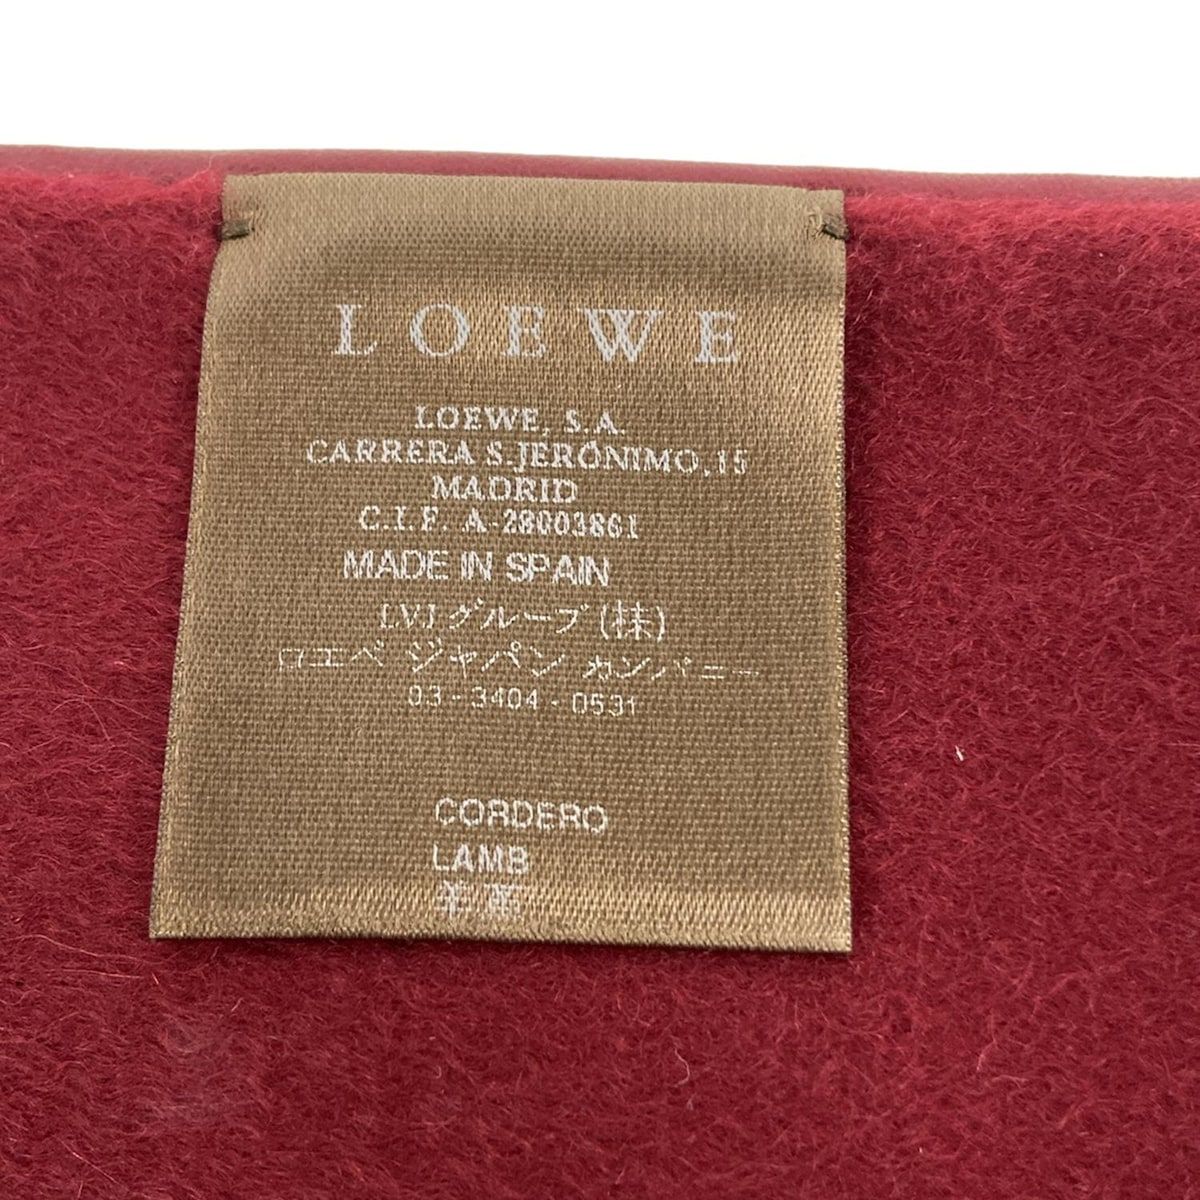 LOEWE
LOEWE, S.A.
CARRERA S.JERÓNIMO,15
MADRID
C.I.F. A-28003861
MADE IN SPAIN
LVJグループ(株)
ロエベ ジャパン カンパニー
03-3404-0531
CORDERO
LAMB
羊革